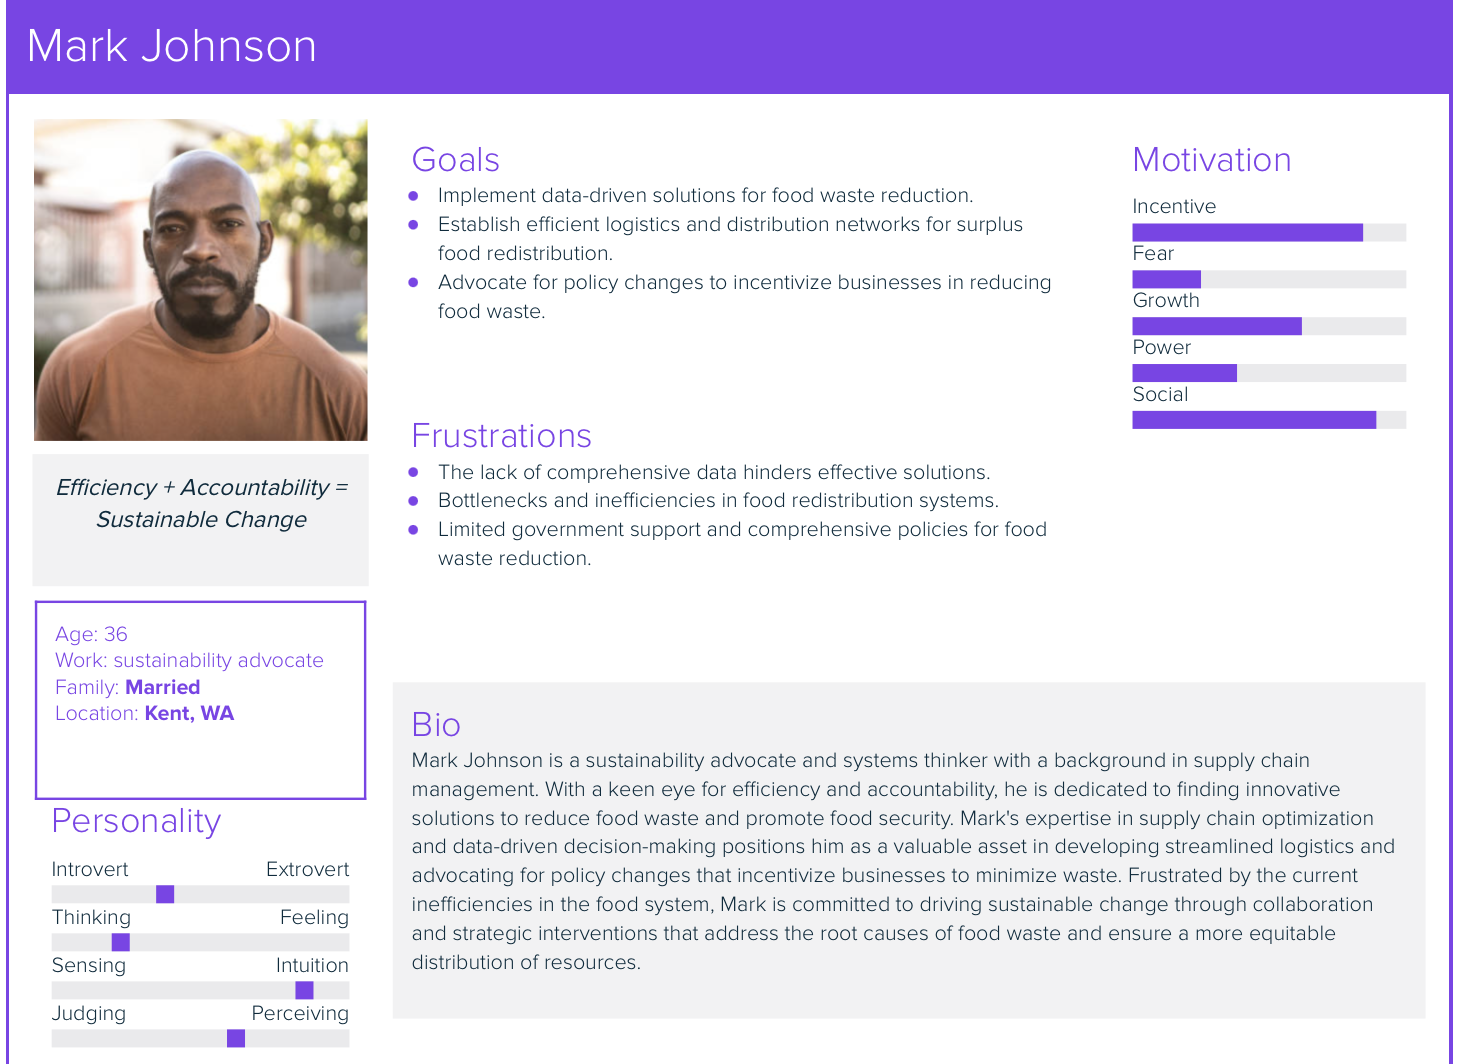 Mark Johnson
Goals
Implement data-driven solutions for food waste reduction.
Establish efficient logistics and distribution networks for surplus
food redistribution.
Advocate for policy changes to incentivize businesses in reducing
food waste.
Motivation
Incentive
Fear
Growth
Power
Social
Frustrations
The lack of comprehensive data hinders effective solutions.
Bottlenecks and inefficiencies in food redistribution systems.
Limited government support and comprehensive policies for food
waste reduction.
Efficiency + Accountability =
Sustainable Change
Age: 36
Work: sustainability advocate
Family: Married
Location: Kent, WA
Personality
Introvert Extrovert
Thinking Feeling
Sensing Intuition
Judging Perceiving
Bio
Mark Johnson is a sustainability advocate and systems thinker with a background in supply chain
management. With a keen eye for efficiency and accountability, he is dedicated to finding innovative
solutions to reduce food waste and promote food security. Mark's expertise in supply chain optimization
and data-driven decision-making positions him as a valuable asset in developing streamlined logistics and
advocating for policy changes that incentivize businesses to minimize waste. Frustrated by the current
inefficiencies in the food system, Mark is committed to driving sustainable change through collaboration
and strategic interventions that address the root causes of food waste and ensure a more equitable
distribution of resources.